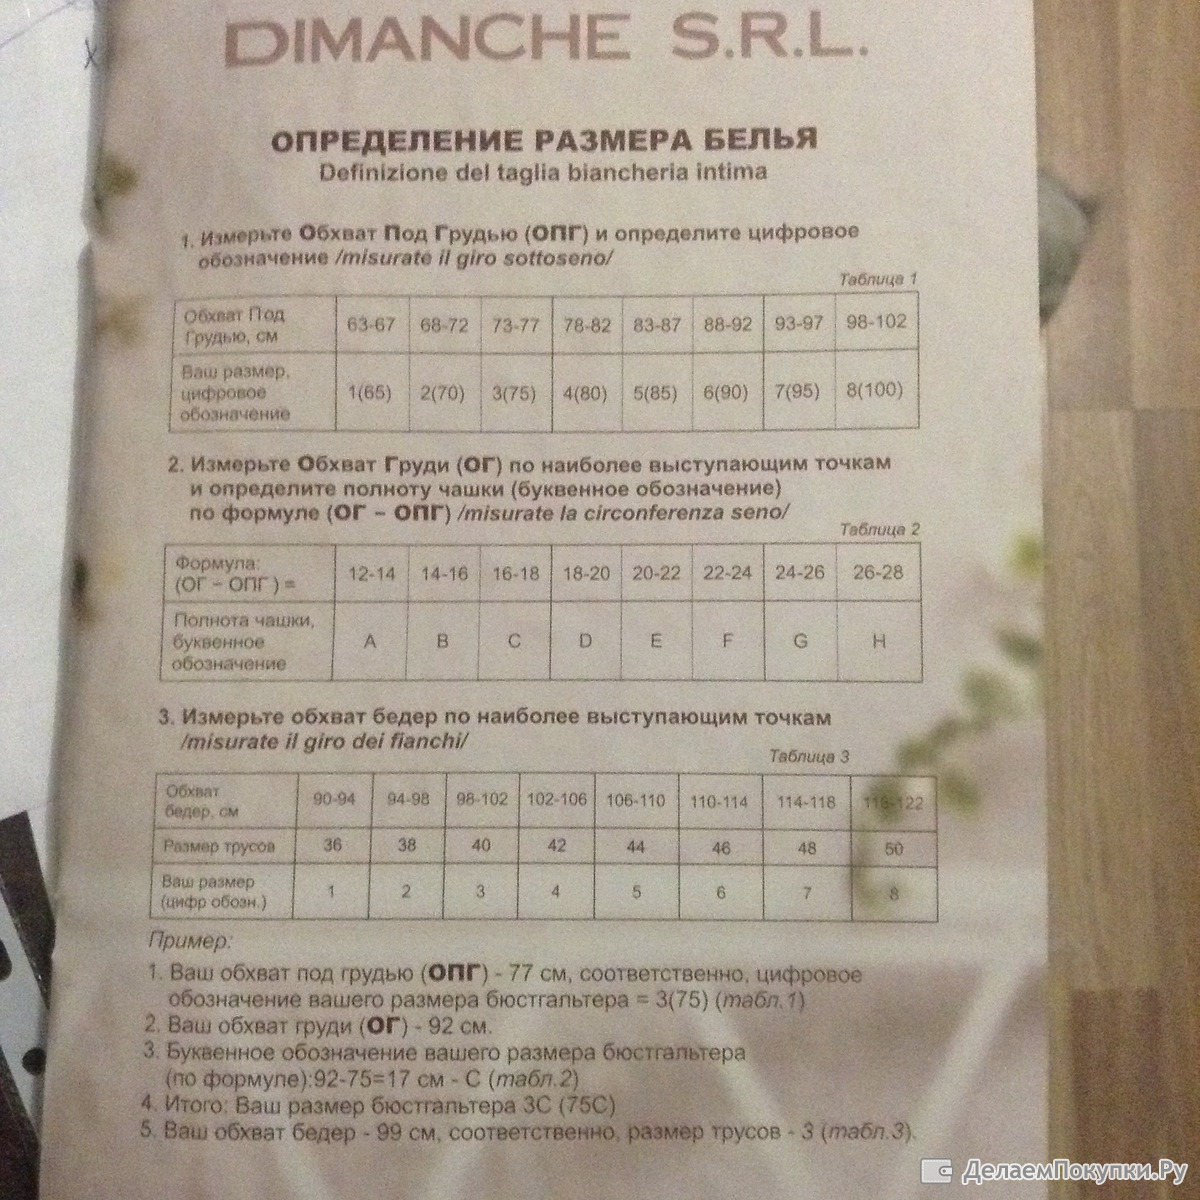 DIMANCHE S.R.L.
ОПРЕДЕЛЕНИЕ РАЗМЕРА БЕЛЬЯ
Definizione del taglia biancheria intima
1. Измерьте Обхват Под Грудью (ОПГ) и определите цифровое
обозначение /misurate il giro sottoseno/
Таблица 1
Обхват Под Грудью, см 63-67 68-72 73-77 78-82 83-87 88-92 93-97 98-102
Ваш размер, цифровое обозначение 1(65) 2(70) 3(75) 4(80) 5(85) 6(90) 7(95) 8(100)
2. Измерьте Обхват Груди (ОГ) по наиболее выступающим точкам
и определите полноту чашки (буквенное обозначение)
по формуле (ОГ – ОПГ) /misurate la circonferenza seno/
Таблица 2
Формула: (ОГ – ОПГ ) = 12-14 14-16 16-18 18-20 20-22 22-24 24-26 26-28
Полнота чашки, буквенное обозначение A B C D E F G H
3. Измерьте обхват бедер по наиболее выступающим точкам
/misurate il giro dei fianchi/
Таблица 3
Обхват бедер, см 90-94 94-98 98-102 102-106 106-110 110-114 114-118 118-122
Размер трусов 36 38 40 42 44 46 48 50
Ваш размер (цифр обозн.) 1 2 3 4 5 6 7 8
Пример:
1. Ваш обхват под грудью (ОПГ) - 77 см, соответственно, цифровое
обозначение вашего размера бюстгальтера = 3(75) (табл.1)
2. Ваш обхват груди (ОГ) - 92 см.
3. Буквенное обозначение вашего размера бюстгальтера
(по формуле):92-75=17 см - С (табл.2)
4. Итого: Ваш размер бюстгальтера 3С (75С)
5. Ваш обхват бедер - 99 см, соответственно, размер трусов - 3 (табл.3).
ДелаемПокупки.Ру